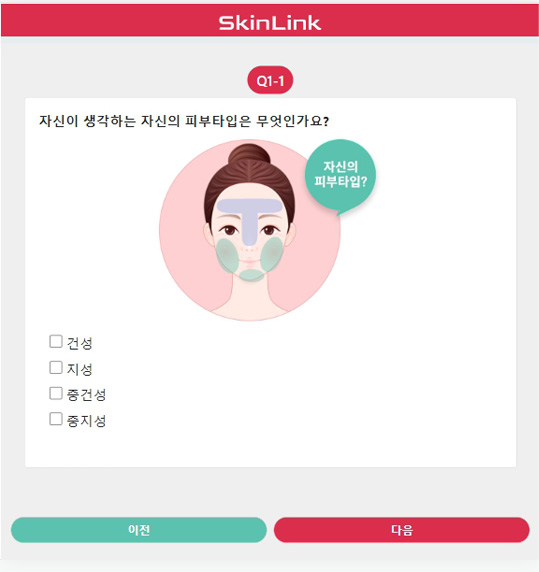 SkinLink
Q1-1
자신이 생각하는 자신의 피부타입은 무엇인가요?
자신의
피부타입?
건성
지성
중건성
중지성
이전
다음